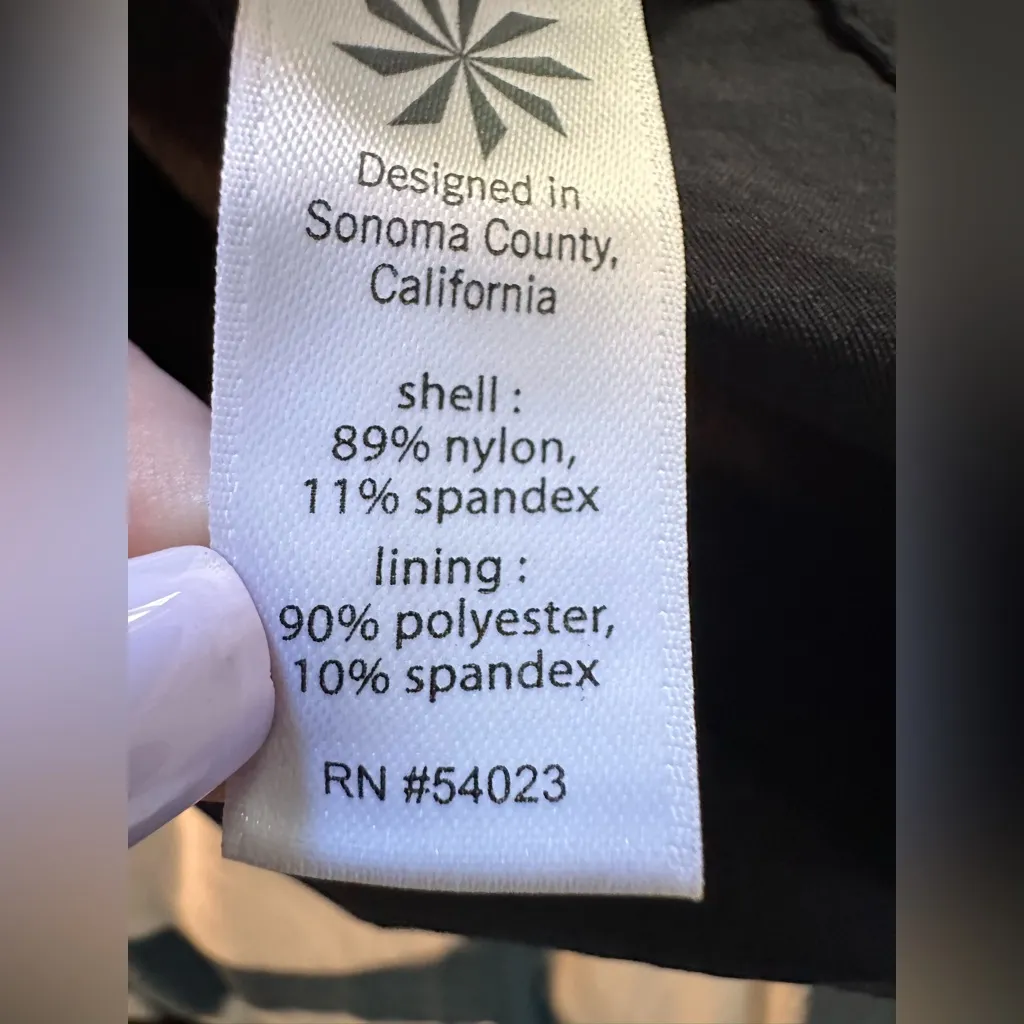 Designed in
Sonoma County,
California
shell :
89% nylon,
11% spandex
lining :
90% polyester,
10% spandex
RN #54023